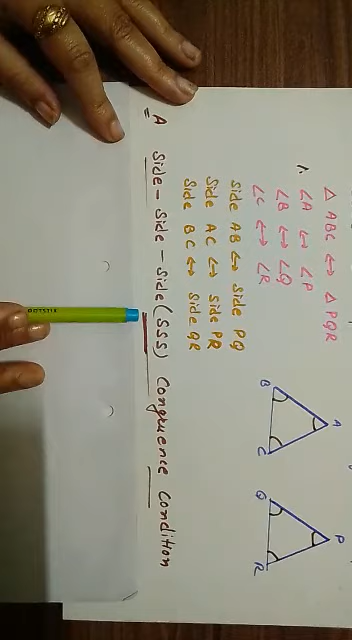 △ ABC ↔ △ PQR
∠A ↔ ∠P
∠B ↔ ∠Q
∠C ↔ ∠R
Side AB ↔ Side PQ
Side AC ↔ Side PR
Side BC ↔ Side QR
A
B
C
P
Q
R
A Side - Side - Side (SSS) Congruence Condition